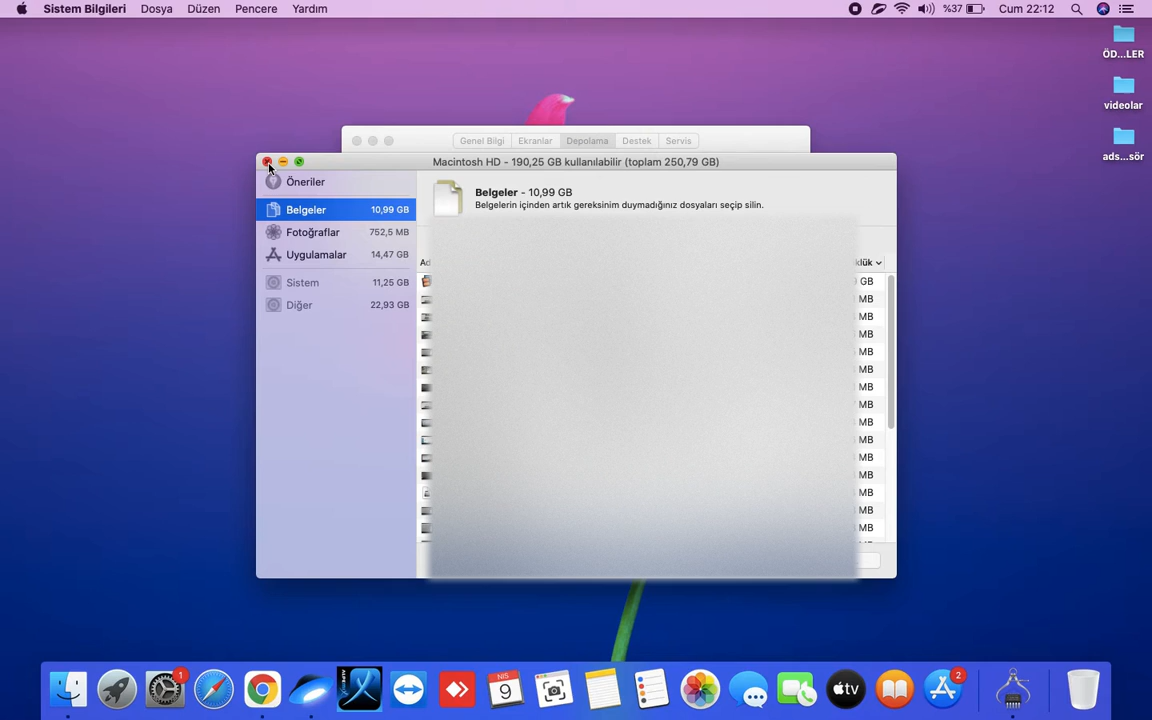 Sistem Bilgileri Dosya Düzen Pencere Yardım %37 Cum 22:12
ÖD...LER
videolar
ads...sör
Genel Bilgi Ekranlar Depolama Destek Servis
Macintosh HD - 190,25 GB kullanılabilir (toplam 250,79 GB)
Öneriler
Belgeler 10,99 GB
Fotoğraflar 752,5 MB
Uygulamalar 14,47 GB
Sistem 11,25 GB
Diğer 22,93 GB
Belgeler - 10,99 GB
Belgelerin içinden artık gereksinim duymadığınız dosyaları seçip silin.
GB
MB
MB
MB
MB
MB
MB
MB
MB
MB
MB
MB
MB
MB
MB
1
NİS
9
tv
2